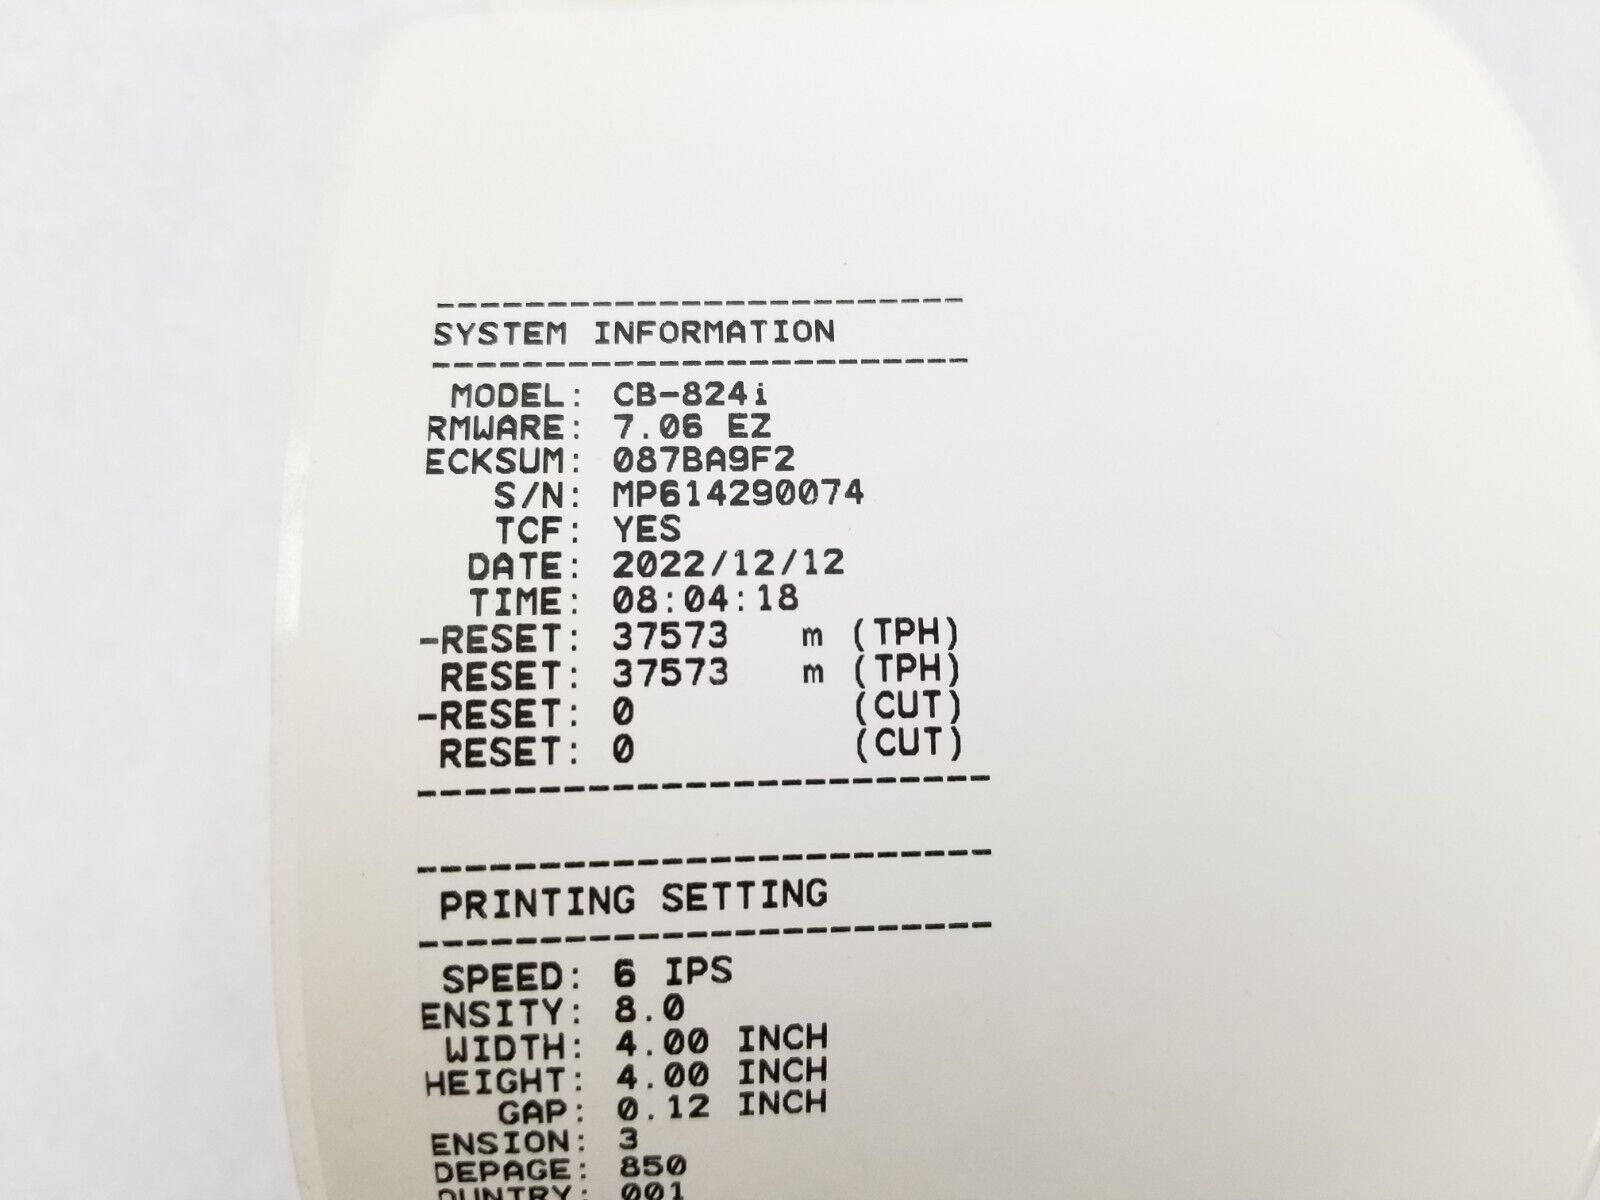 ------------------------
SYSTEM INFORMATION
------------------------
MODEL: CB-824i
RMWARE: 7.06 EZ
ECKSUM: 087BA9F2
S/N: MP614290074
TCF: YES
DATE: 2022/12/12
TIME: 08:04:18
-RESET: 37573 m (TPH)
RESET: 37573 m (TPH)
-RESET: 0 (CUT)
RESET: 0 (CUT)
------------------------
------------------------
PRINTING SETTING
------------------------
SPEED: 6 IPS
ENSITY: 8.0
WIDTH: 4.00 INCH
HEIGHT: 4.00 INCH
GAP: 0.12 INCH
ENSION: 3
DEPAGE: 850
OUNTRY: 001